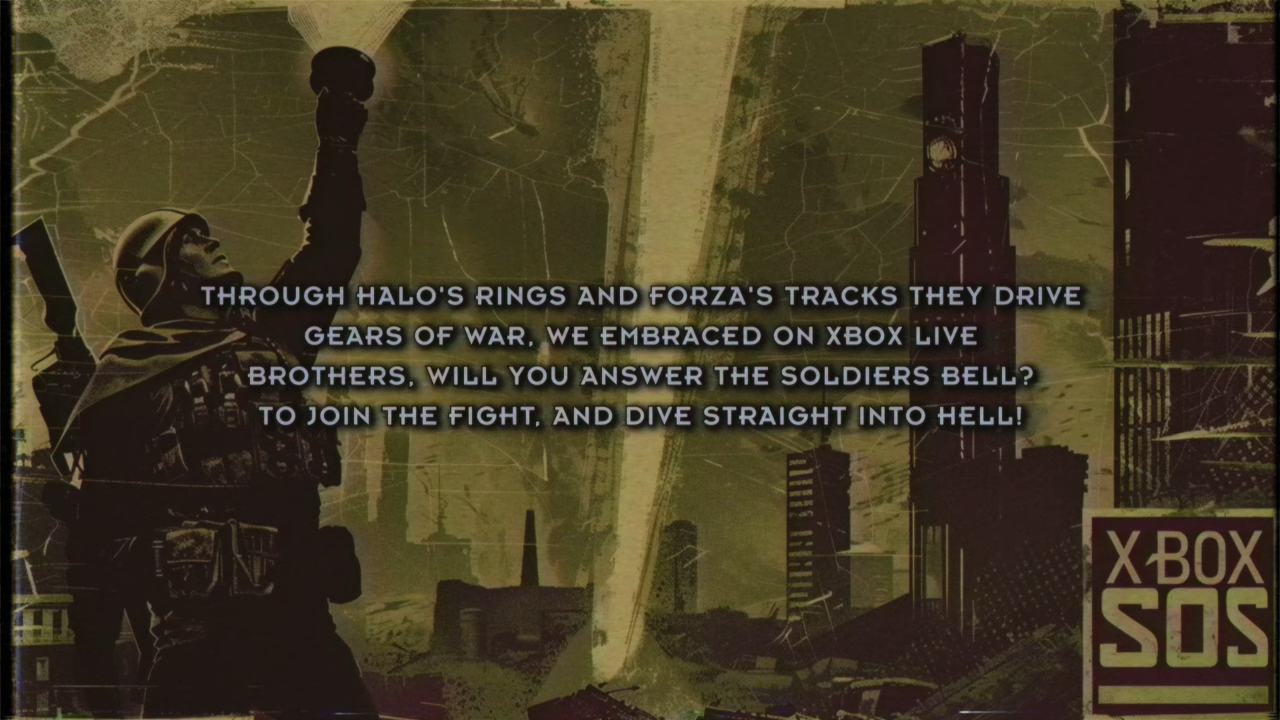 THROUGH HALO'S RINGS AND FORZA'S TRACKS THEY DRIVE
GEARS OF WAR, WE EMBRACED ON XBOX LIVE
BROTHERS, WILL YOU ANSWER THE SOLDIERS BELL?
TO JOIN THE FIGHT, AND DIVE STRAIGHT INTO HELL!
X-BOX
SOS